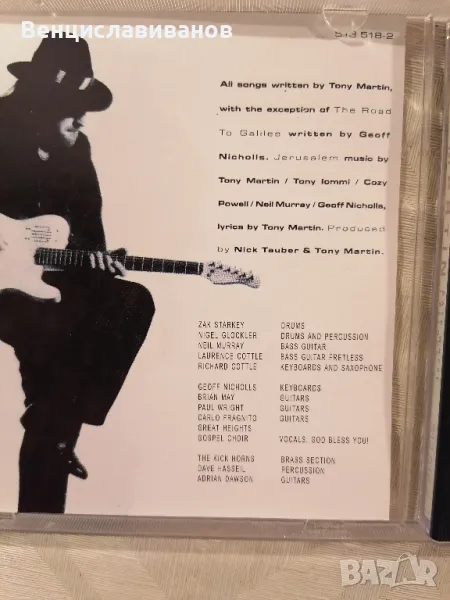 Венциславиванов
518-2
All songs written by Tony Martin,
with the exception of The Road
To Galilee written by Geoff
Nicholls. Jerusalem music by
Tony Martin / Tony Iommi / Cozy
Powell / Neil Murray / Geoff Nicholls,
lyrics by Tony Martin. Produced
by Nick Tauber & Tony Martin.
ZAK STARKEY DRUMS
NIGEL GLOCKLER DRUMS AND PERCUSSION
NEIL MURRAY BASS GUITAR
LAURENCE COTTLE BASS GUITAR FRETLESS
RICHARD COTTLE KEYBOARDS AND SAXOPHONE
GEOFF NICHOLLS KEYBOARDS
BRIAN MAY GUITARS
PAUL WRIGHT GUITARS
CARLO FRAGNITO GUITARS
GREAT HEIGHTS
GOSPEL CHOIR VOCALS, GOD BLESS YOU!
THE KICK HORNS BRASS SECTION
DAVE HASSEIL PERCUSSION
ADRIAN DAWSON GUITARS
BAZAR